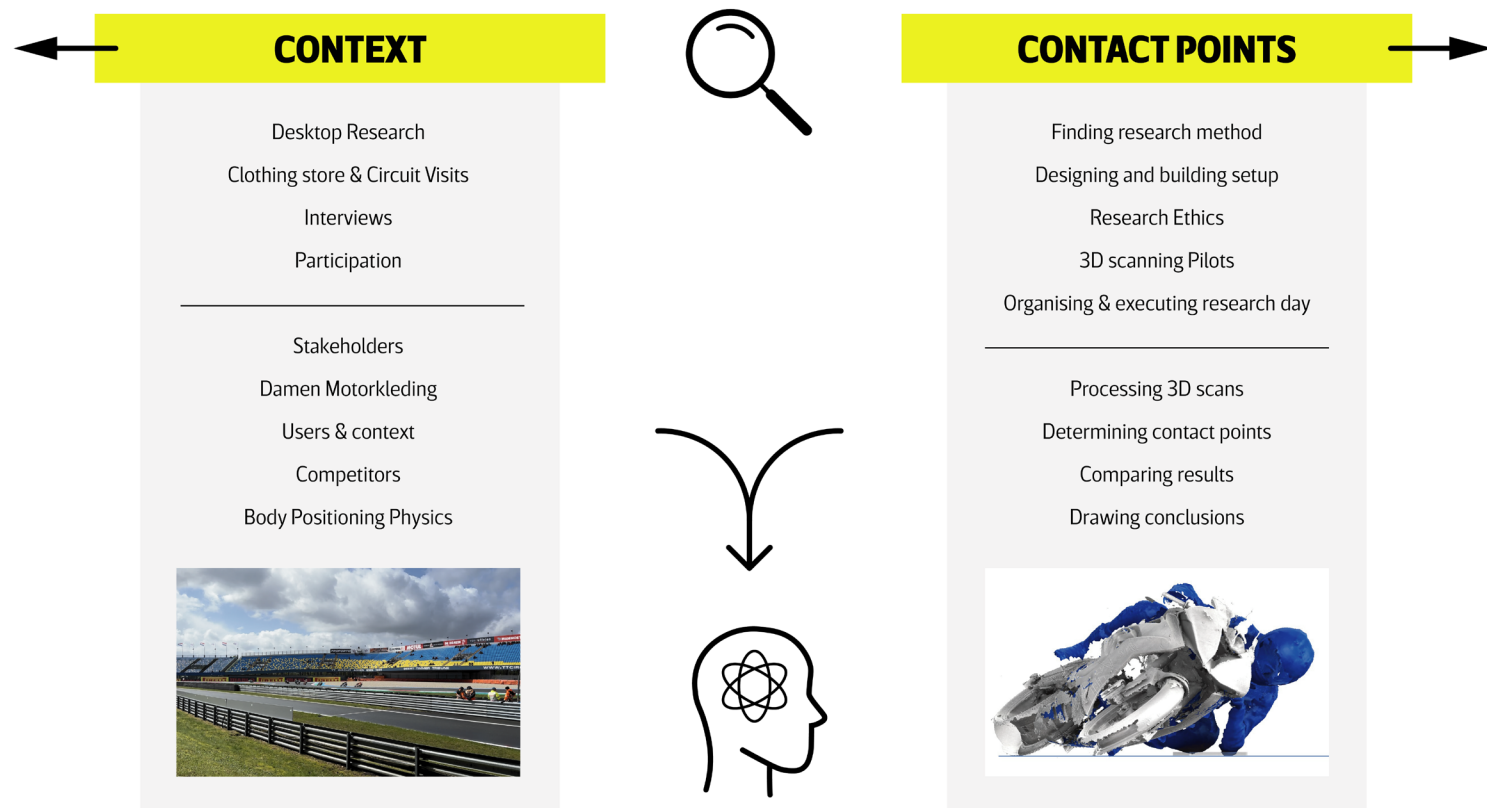 CONTEXT
Desktop Research
Clothing store & Circuit Visits
Interviews
Participation
Stakeholders
Damen Motorkleding
Users & context
Competitors
Body Positioning Physics
CONTACT POINTS
Finding research method
Designing and building setup
Research Ethics
3D scanning Pilots
Organising & executing research day
Processing 3D scans
Determining contact points
Comparing results
Drawing conclusions